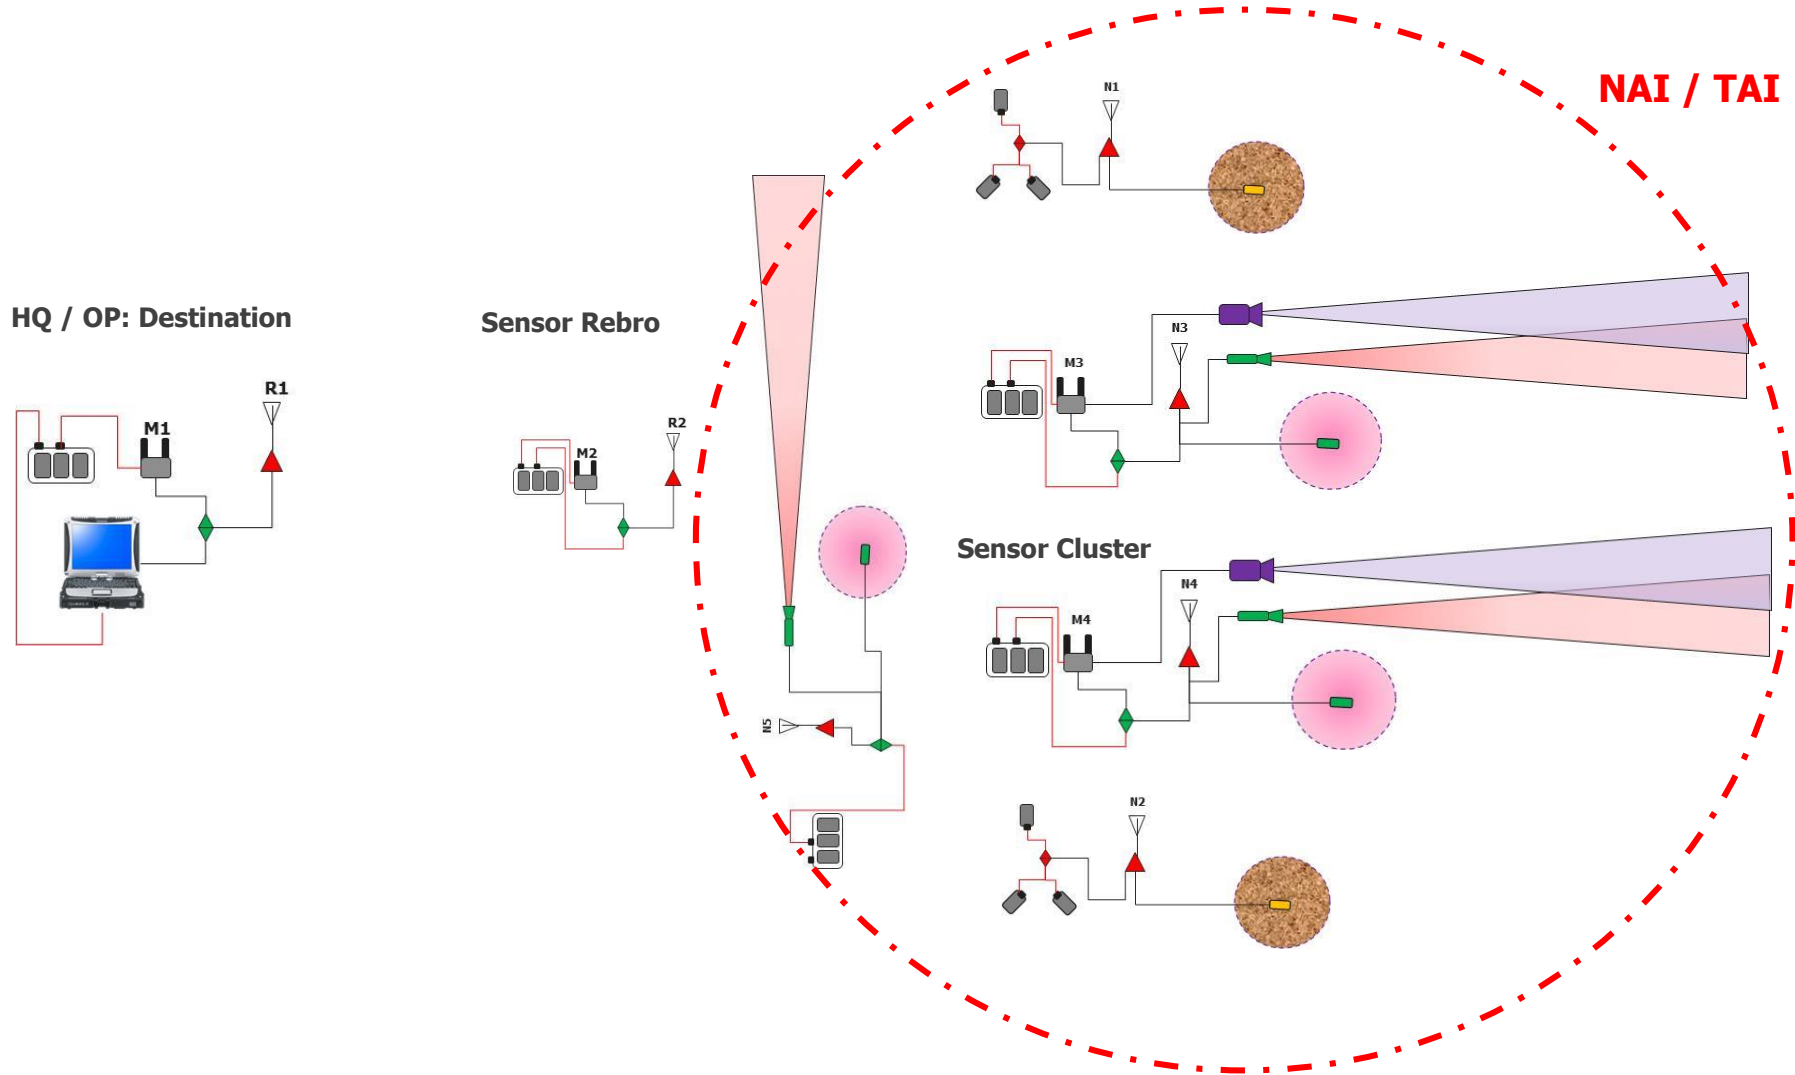 NAI / TAI
N1
HQ / OP: Destination
Sensor Rebro
N3
M3
R1
M1
R2
M2
Sensor Cluster
N4
M4
N5
N2